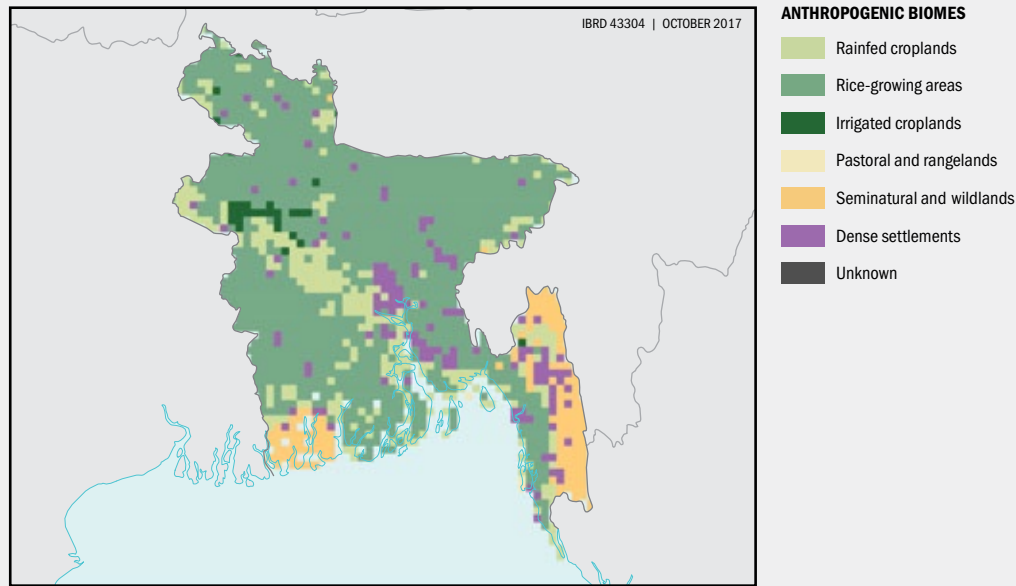 IBRD 43304 | OCTOBER 2017
ANTHROPOGENIC BIOMES
Rainfed croplands
Rice-growing areas
Irrigated croplands
Pastoral and rangelands
Seminatural and wildlands
Dense settlements
Unknown